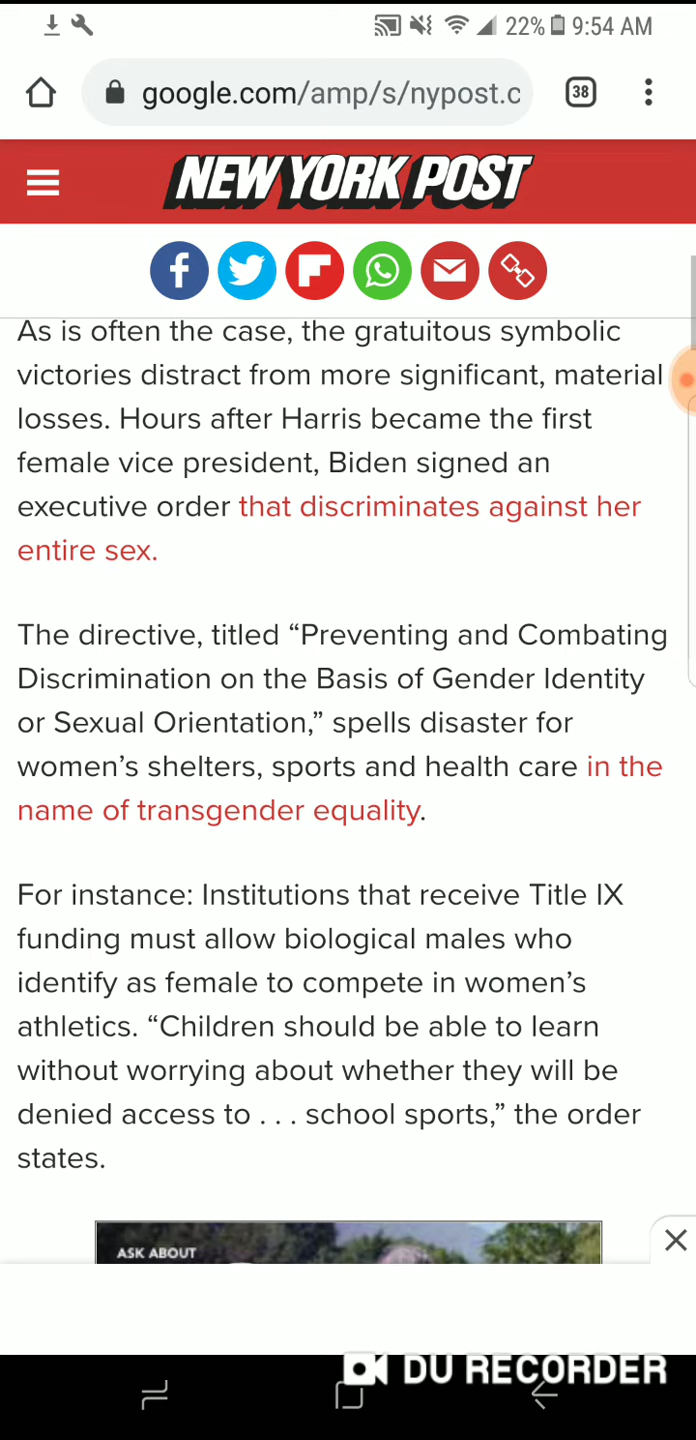 22% 9:54 AM
google.com/amp/s/nypost.c
38
NEW YORK POST
As is often the case, the gratuitous symbolic
victories distract from more significant, material
losses. Hours after Harris became the first
female vice president, Biden signed an
executive order that discriminates against her
entire sex.
The directive, titled “Preventing and Combating
Discrimination on the Basis of Gender Identity
or Sexual Orientation,” spells disaster for
women’s shelters, sports and health care in the
name of transgender equality.
For instance: Institutions that receive Title IX
funding must allow biological males who
identify as female to compete in women’s
athletics. “Children should be able to learn
without worrying about whether they will be
denied access to . . . school sports,” the order
states.
ASK ABOUT
DU RECORDER